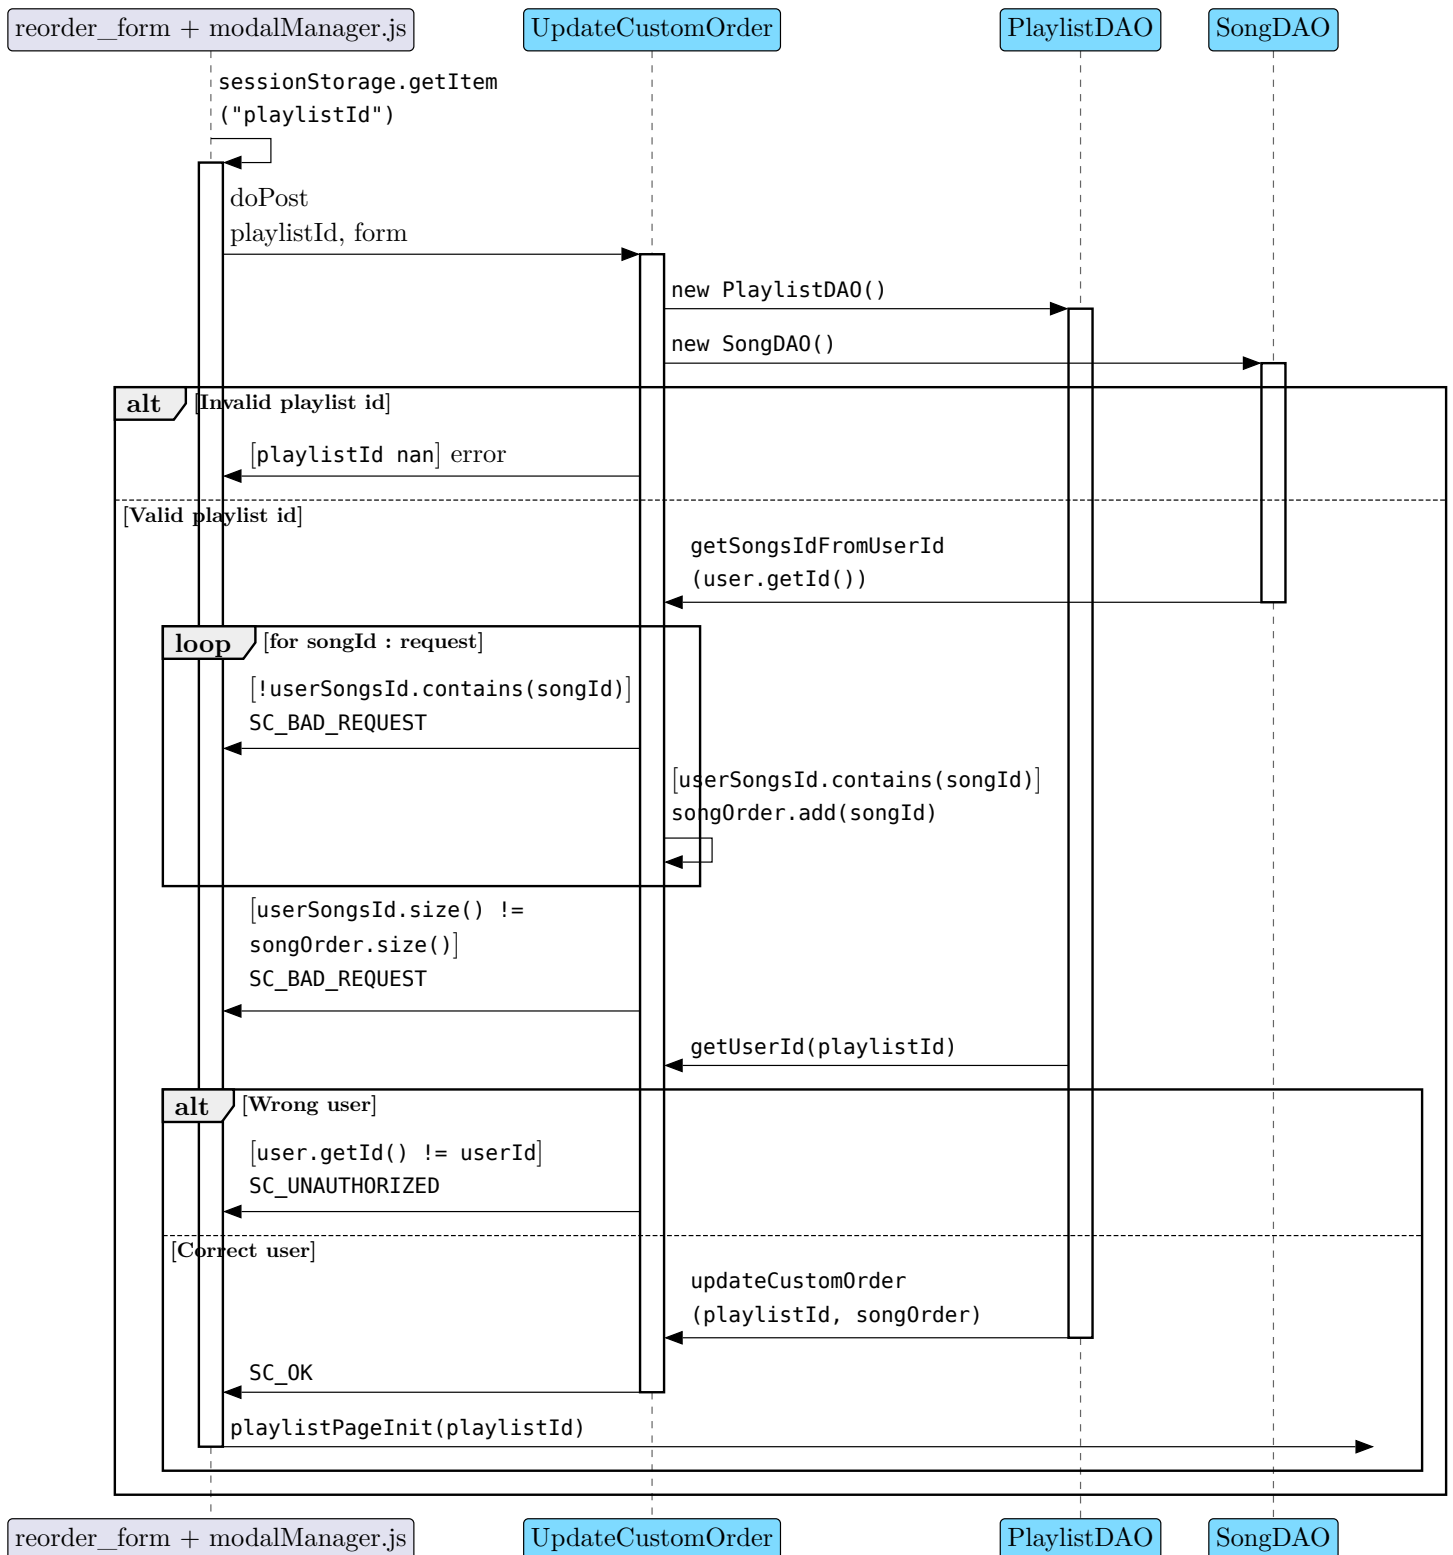 reorder_form + modalManager.js
UpdateCustomOrder
PlaylistDAO
SongDAO
sessionStorage.getItem
("playlistId")
doPost
playlistId, form
new PlaylistDAO()
new SongDAO()
alt [Invalid playlist id]
[playlistId nan] error
[Valid playlist id]
getSongsIdFromUserId
(user.getId())
loop [for songId : request]
[!userSongsId.contains(songId)]
SC_BAD_REQUEST
[userSongsId.contains(songId)]
songOrder.add(songId)
[userSongsId.size() !=
songOrder.size()]
SC_BAD_REQUEST
getUserId(playlistId)
alt [Wrong user]
[user.getId() != userId]
SC_UNAUTHORIZED
[Correct user]
updateCustomOrder
(playlistId, songOrder)
SC_OK
playlistPageInit(playlistId)
reorder_form + modalManager.js
UpdateCustomOrder
PlaylistDAO
SongDAO